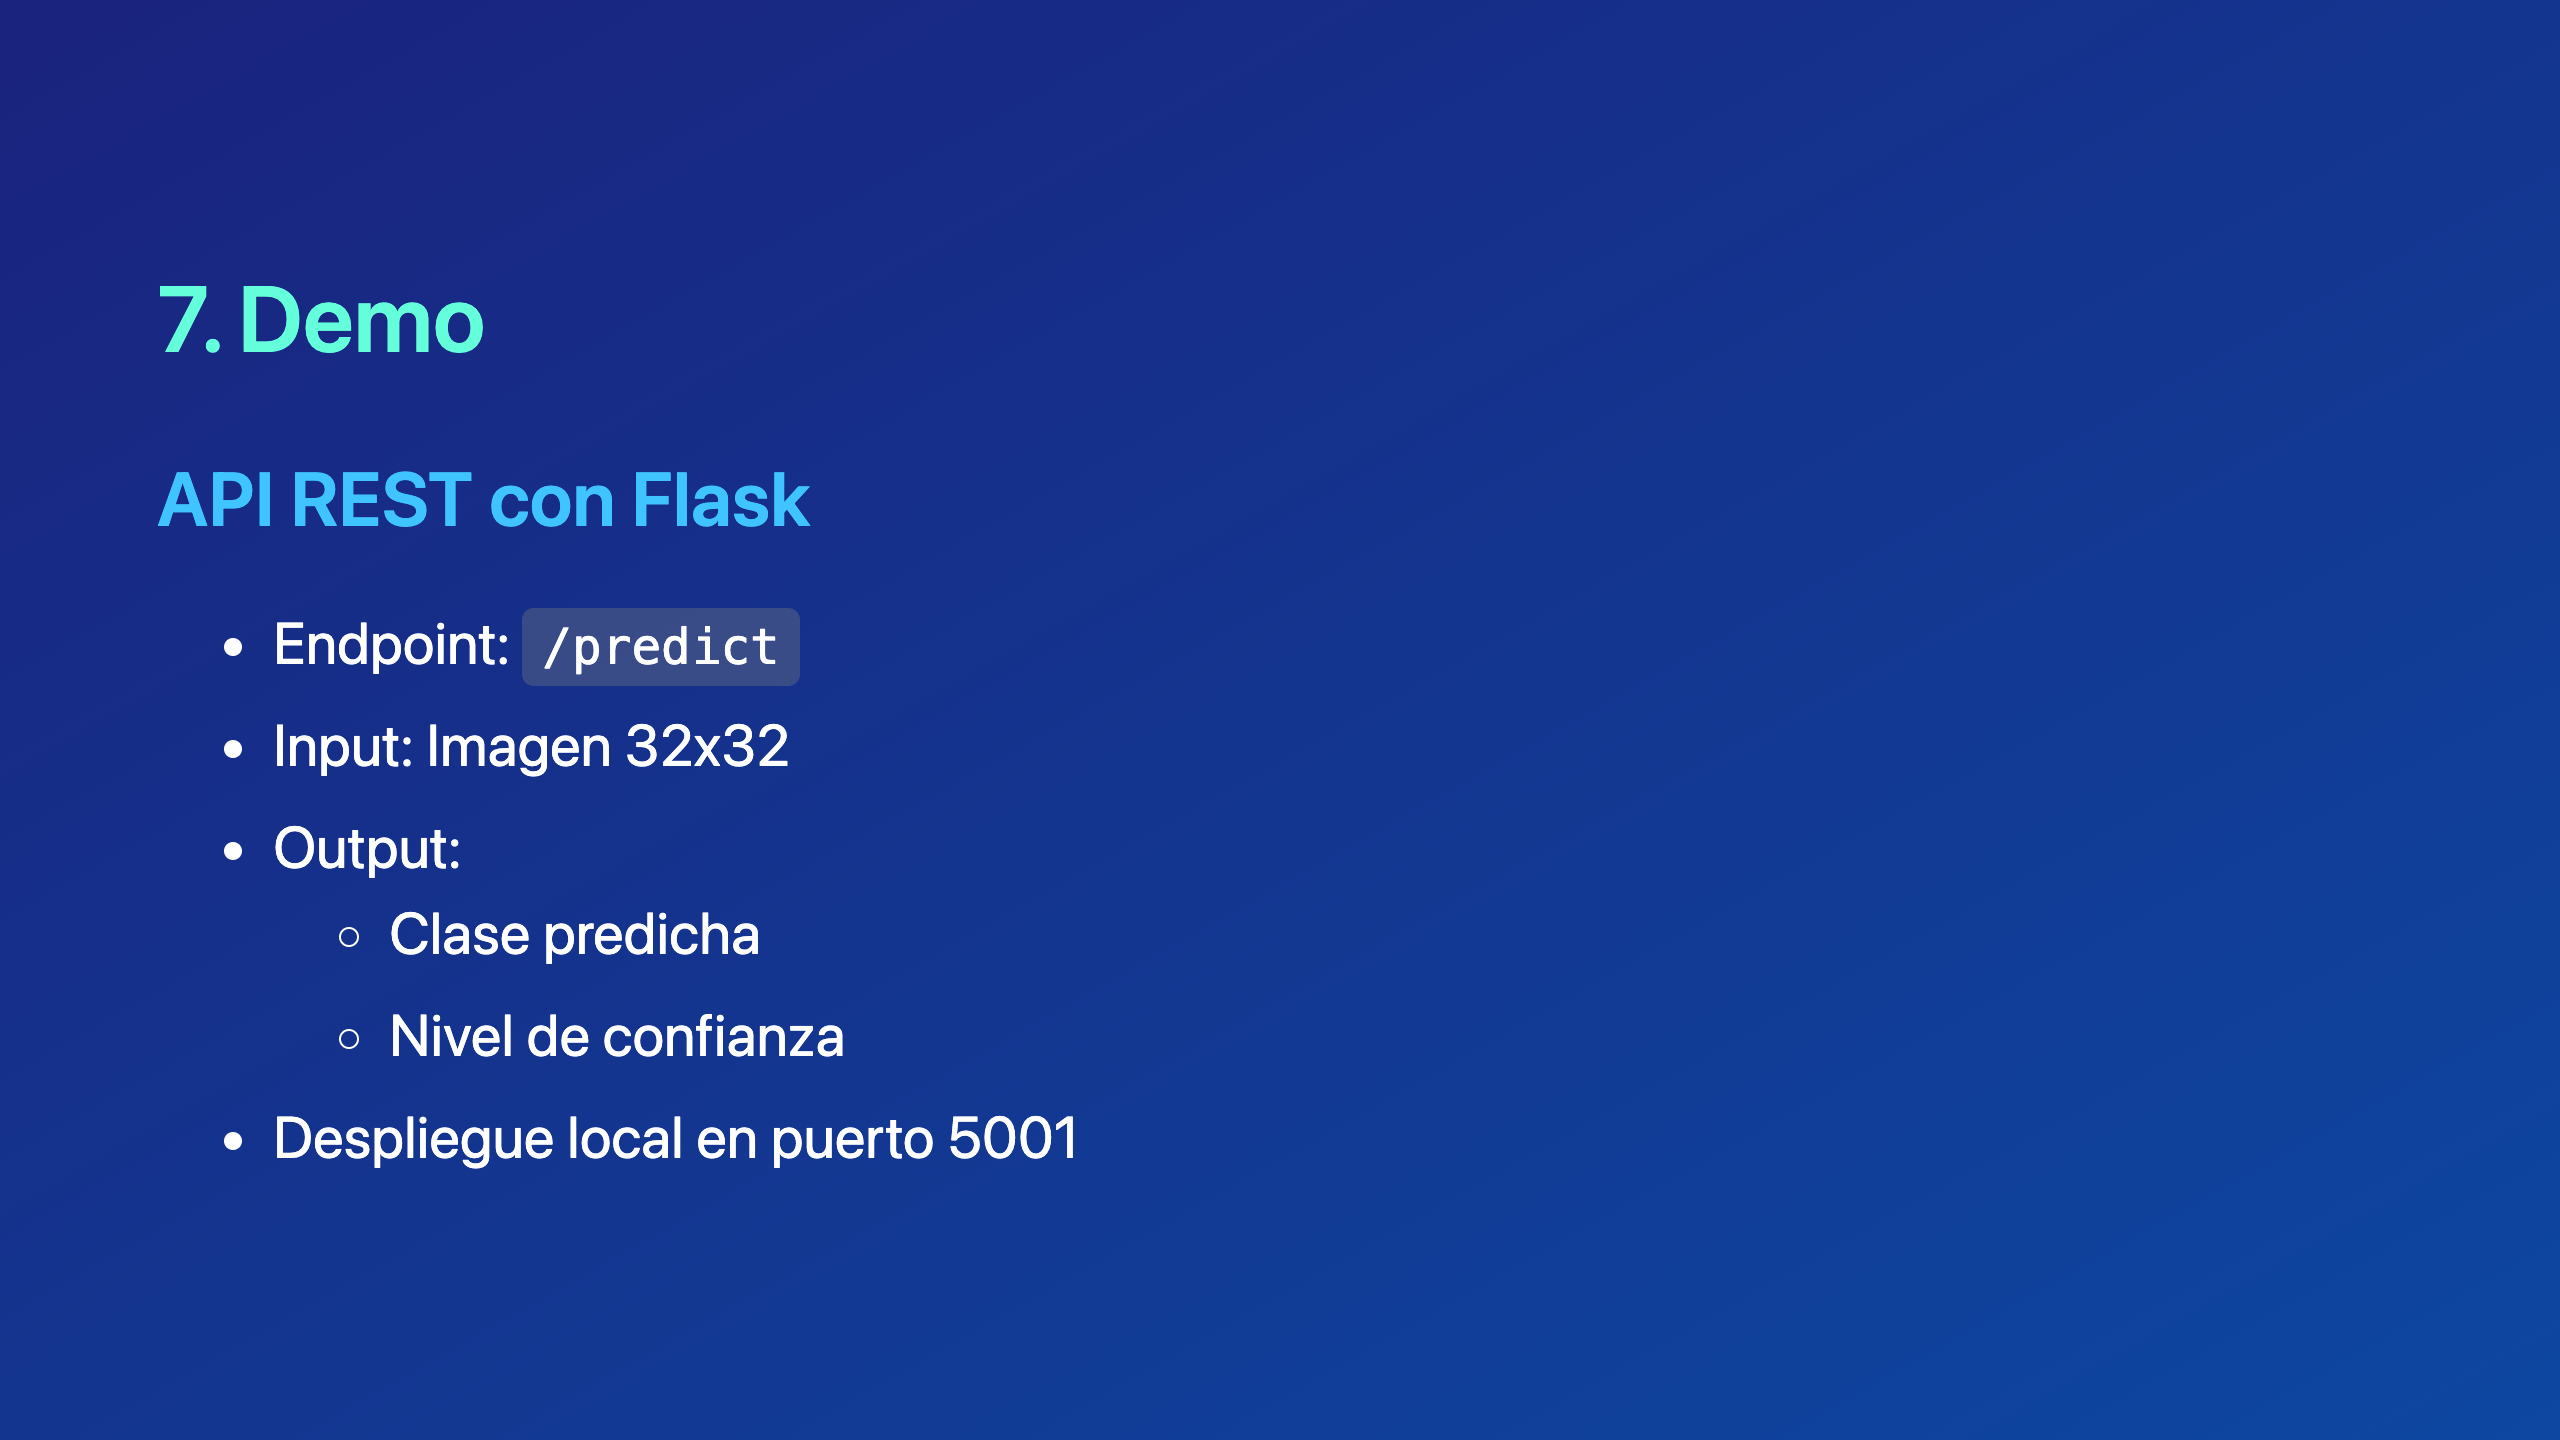 7. Demo
API REST con Flask
• Endpoint: /predict
• Input: Imagen 32x32
• Output:
◦ Clase predicha
◦ Nivel de confianza
• Despliegue local en puerto 5001